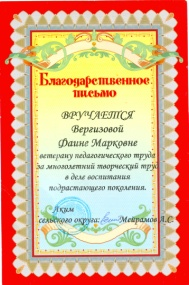 Благодарственное
письмо
ВРУЧАЕТСЯ
Вергизовой
Фаине Марковне
ветерану педагогического труда
за многолетний творческий труд
в деле воспитания
подрастающего поколения.
Аким
сельского округа: Мейрамов Л.С.